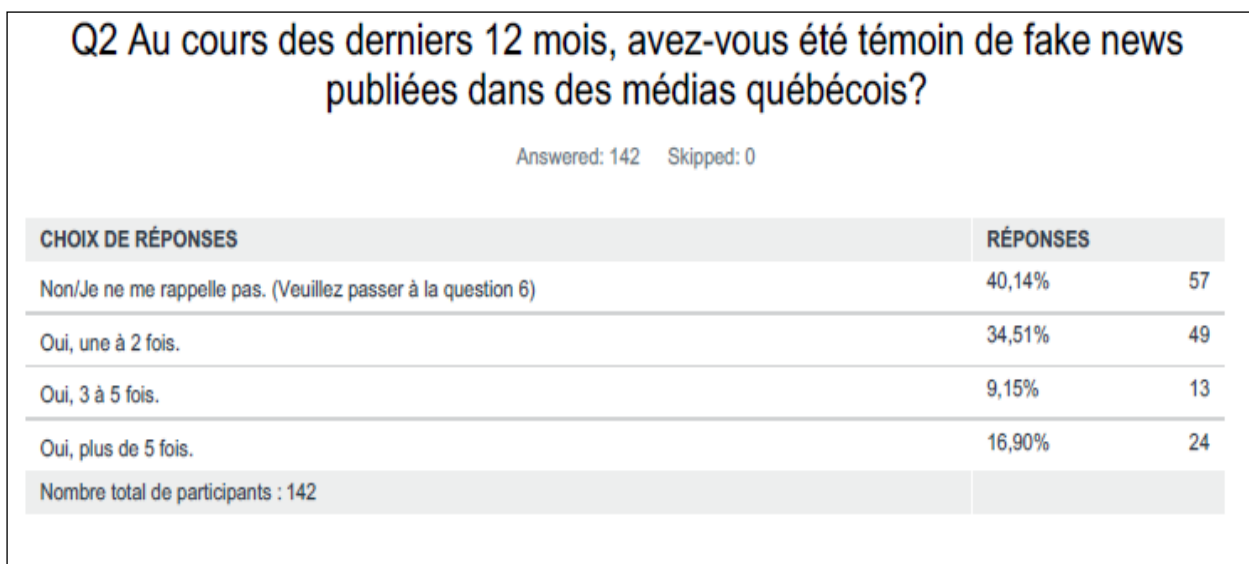 Q2 Au cours des derniers 12 mois, avez-vous été témoin de fake news
publiées dans des médias québécois?
Answered: 142 Skipped: 0
CHOIX DE RÉPONSES RÉPONSES
Non/Je ne me rappelle pas. (Veuillez passer à la question 6) 40,14% 57
Oui, une à 2 fois. 34,51% 49
Oui, 3 à 5 fois. 9,15% 13
Oui, plus de 5 fois. 16,90% 24
Nombre total de participants : 142